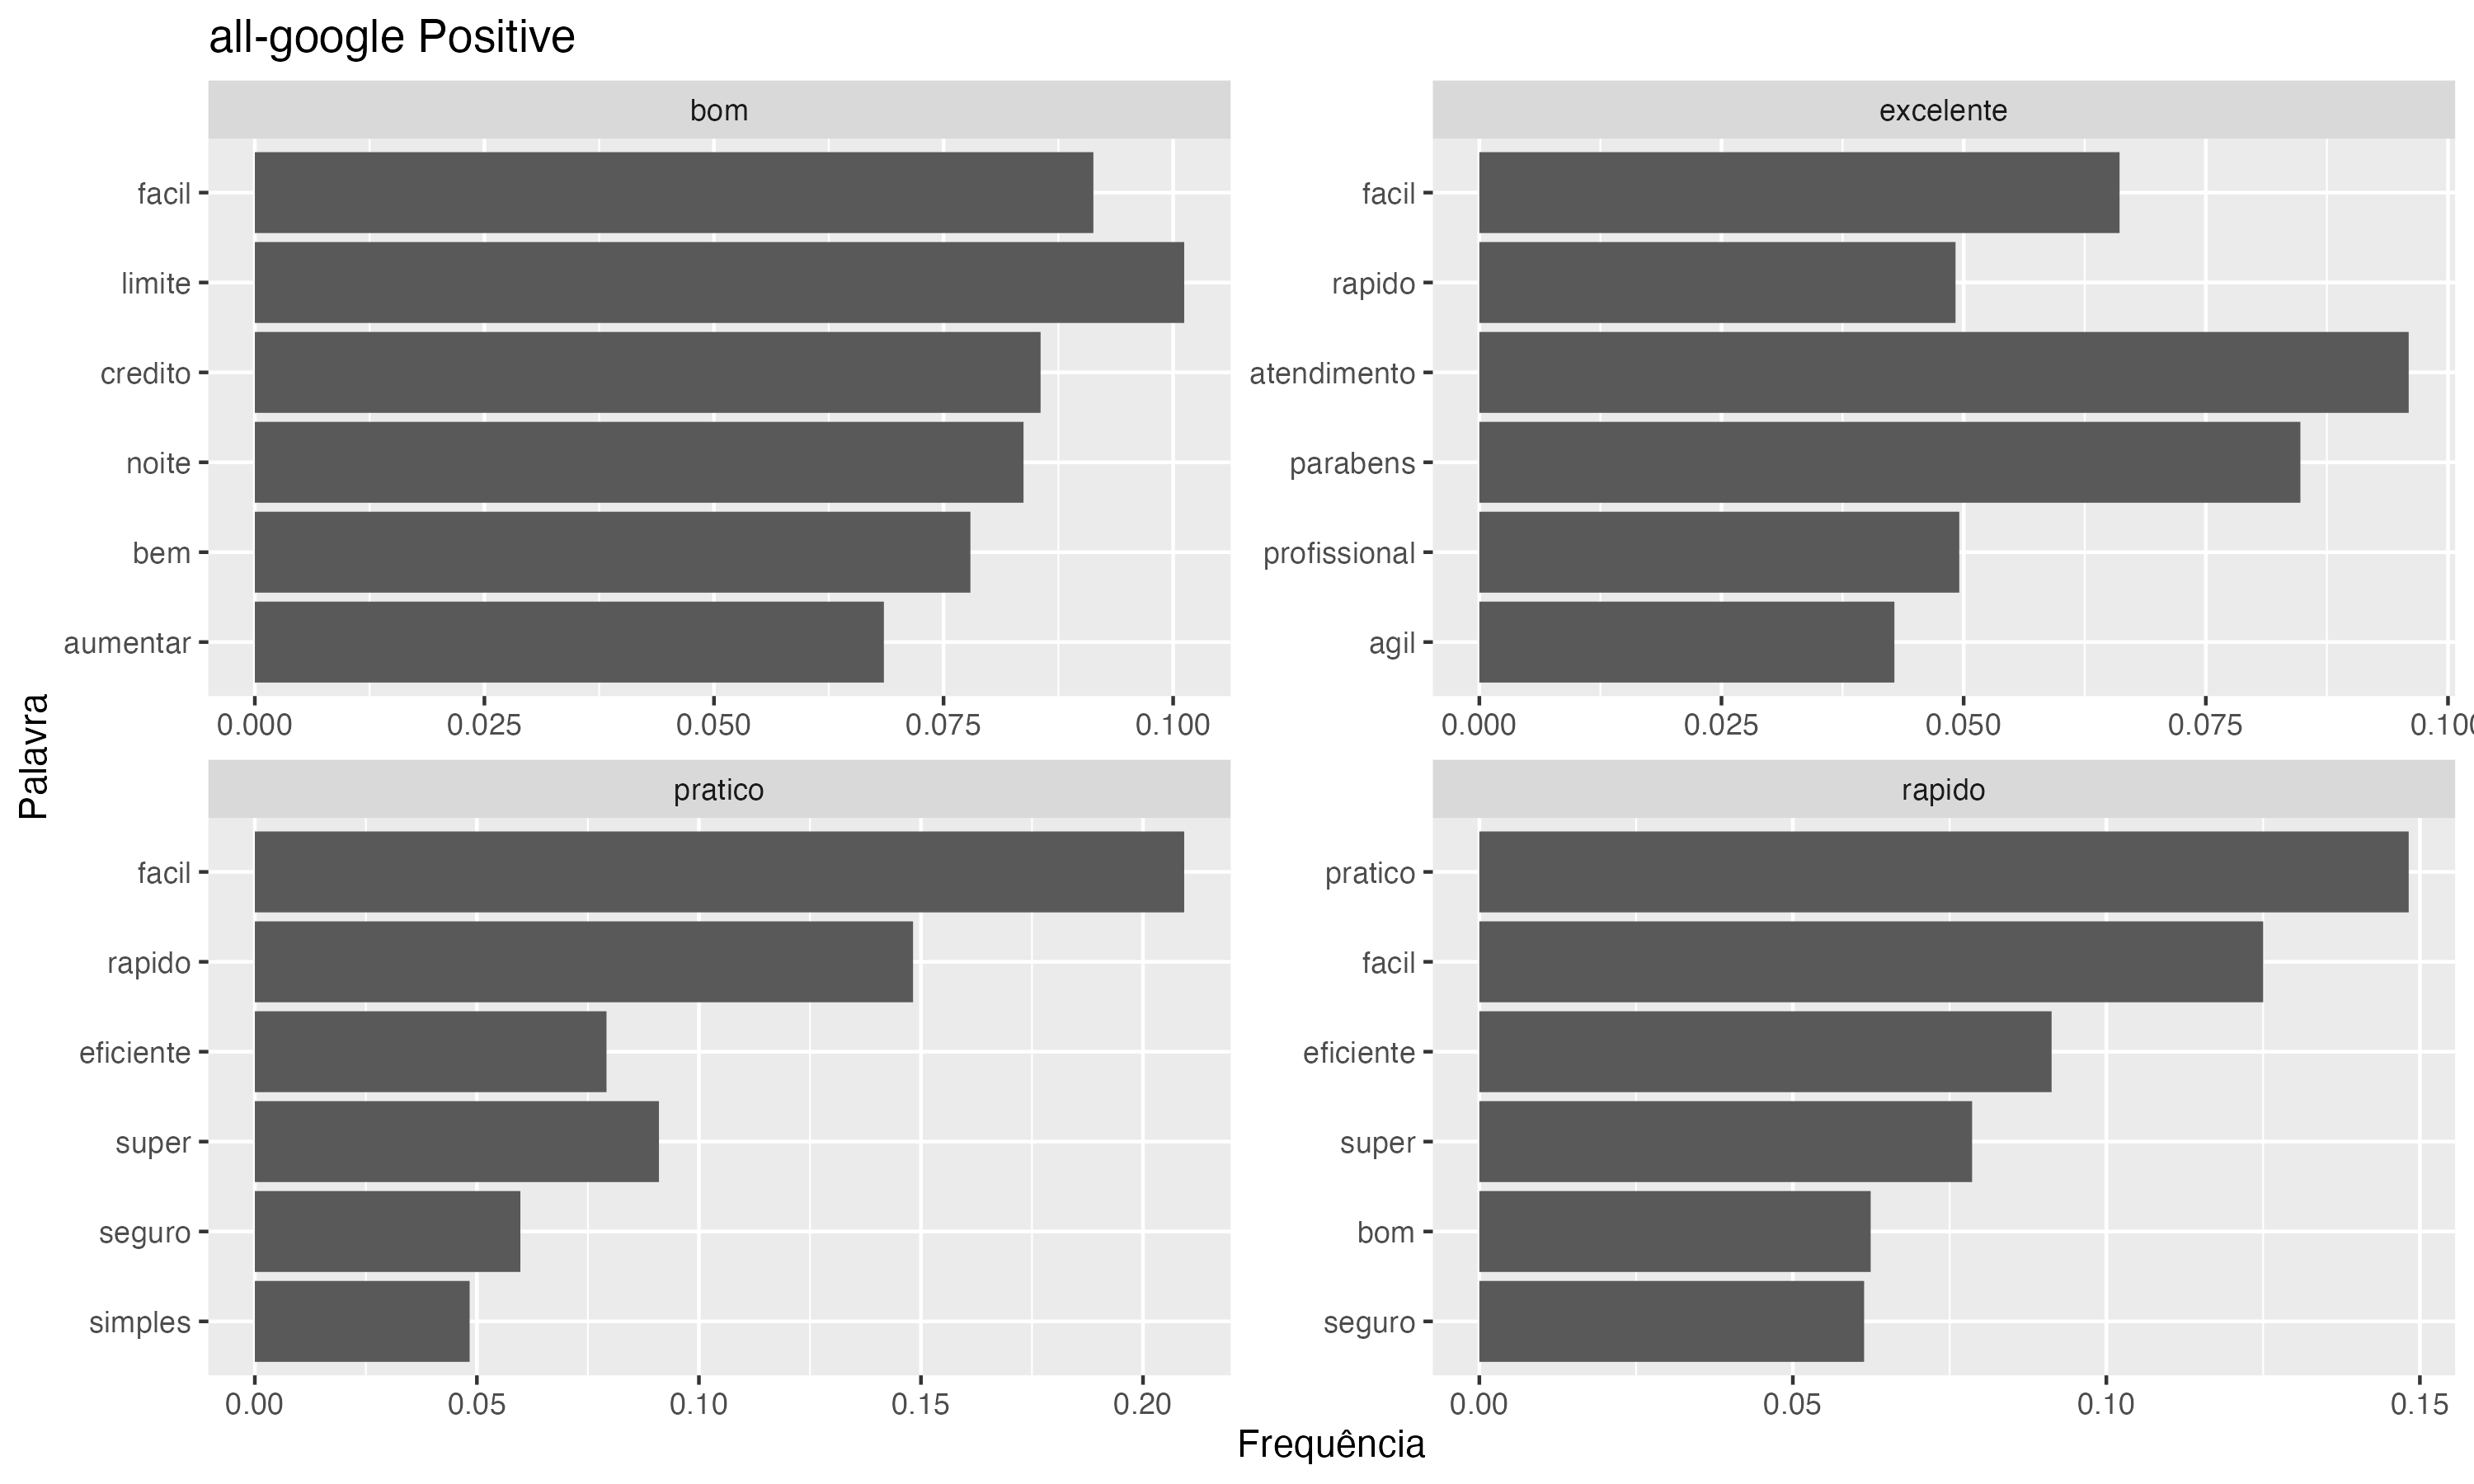 all-google Positive
bom
facil
limite
credito
noite
bem
aumentar
0.000 0.025 0.050 0.075 0.100
excelente
facil
rapido
atendimento
parabens
profissional
agil
0.000 0.025 0.050 0.075 0.10
pratico
facil
rapido
eficiente
super
seguro
simples
0.00 0.05 0.10 0.15 0.20
rapido
pratico
facil
eficiente
super
bom
seguro
0.00 0.05 0.10 0.15
Palavra
Frequência